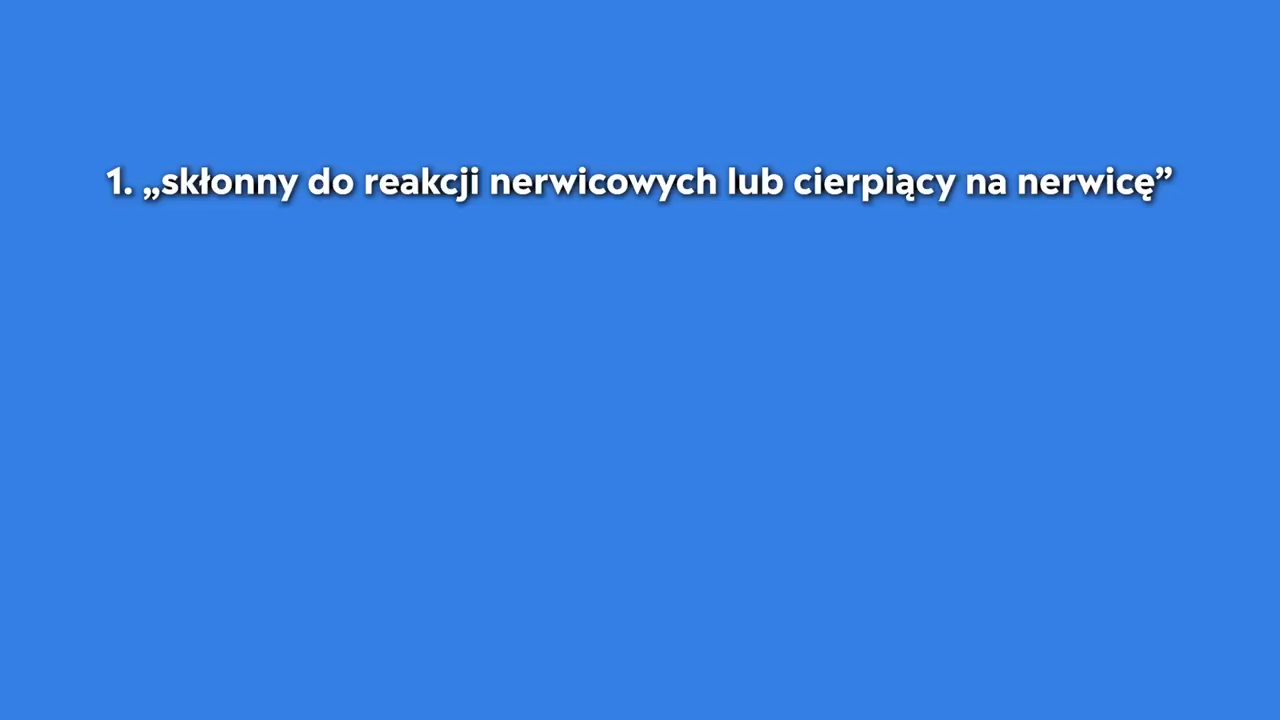 1. „skłonny do reakcji nerwicowych lub cierpiący na nerwicę”